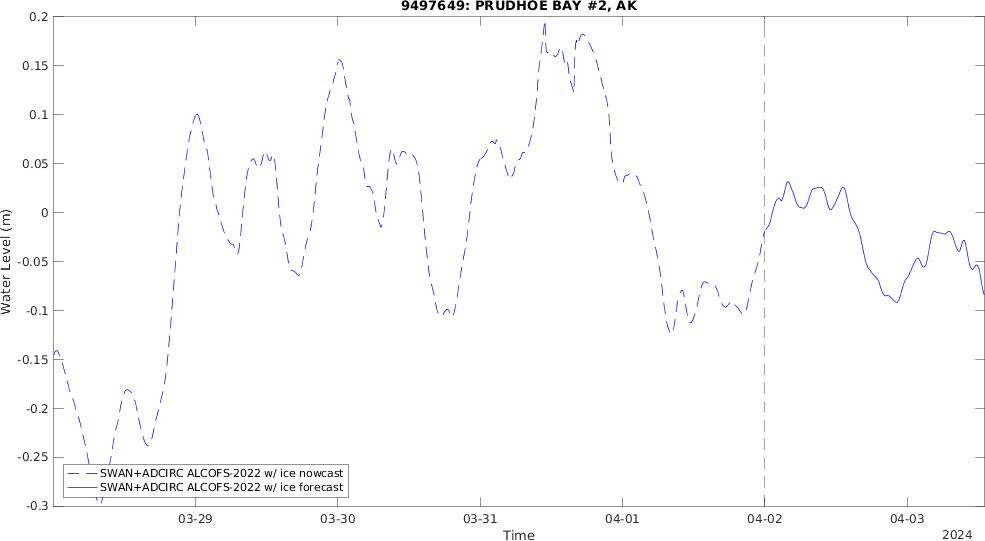 9497649: PRUDHOE BAY #2, AK
Water Level (m)
0.2
0.15
0.1
0.05
0
-0.05
-0.1
-0.15
-0.2
-0.25
-0.3
SWAN+ADCIRC ALCOFS-2022 w/ ice nowcast
SWAN+ADCIRC ALCOFS-2022 w/ ice forecast
03-29 03-30 03-31 04-01 04-02 04-03
Time
2024